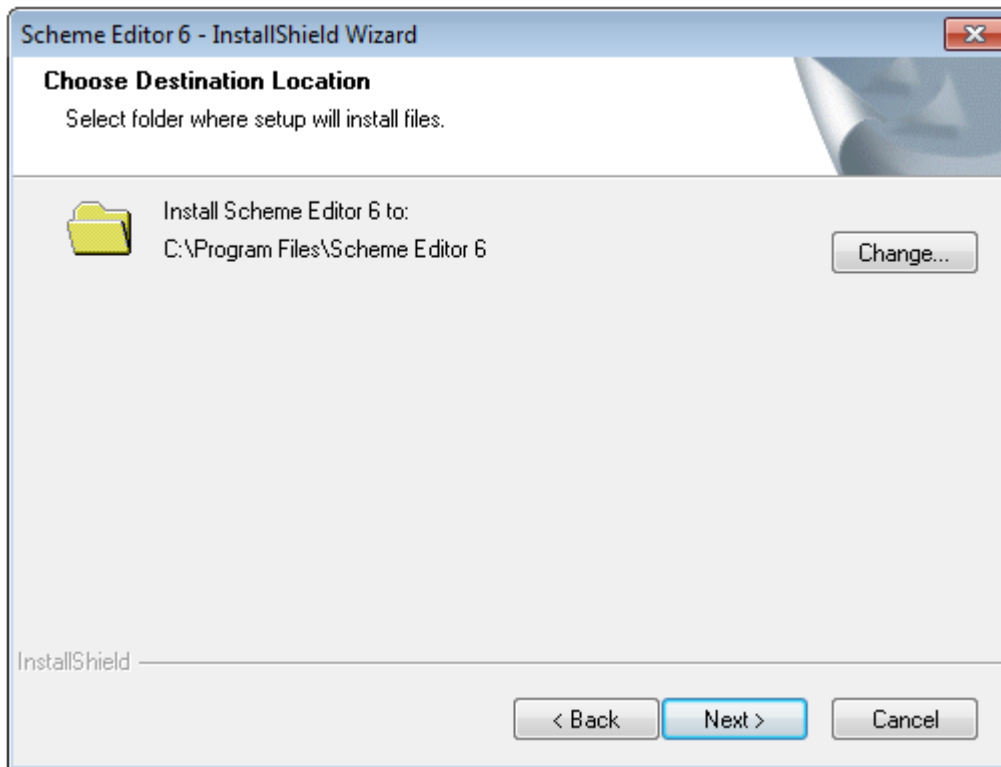 Scheme Editor 6 - InstallShield Wizard
Choose Destination Location
Select folder where setup will install files.
Install Scheme Editor 6 to:
C:\Program Files\Scheme Editor 6
Change...
InstallShield
< Back
Next >
Cancel